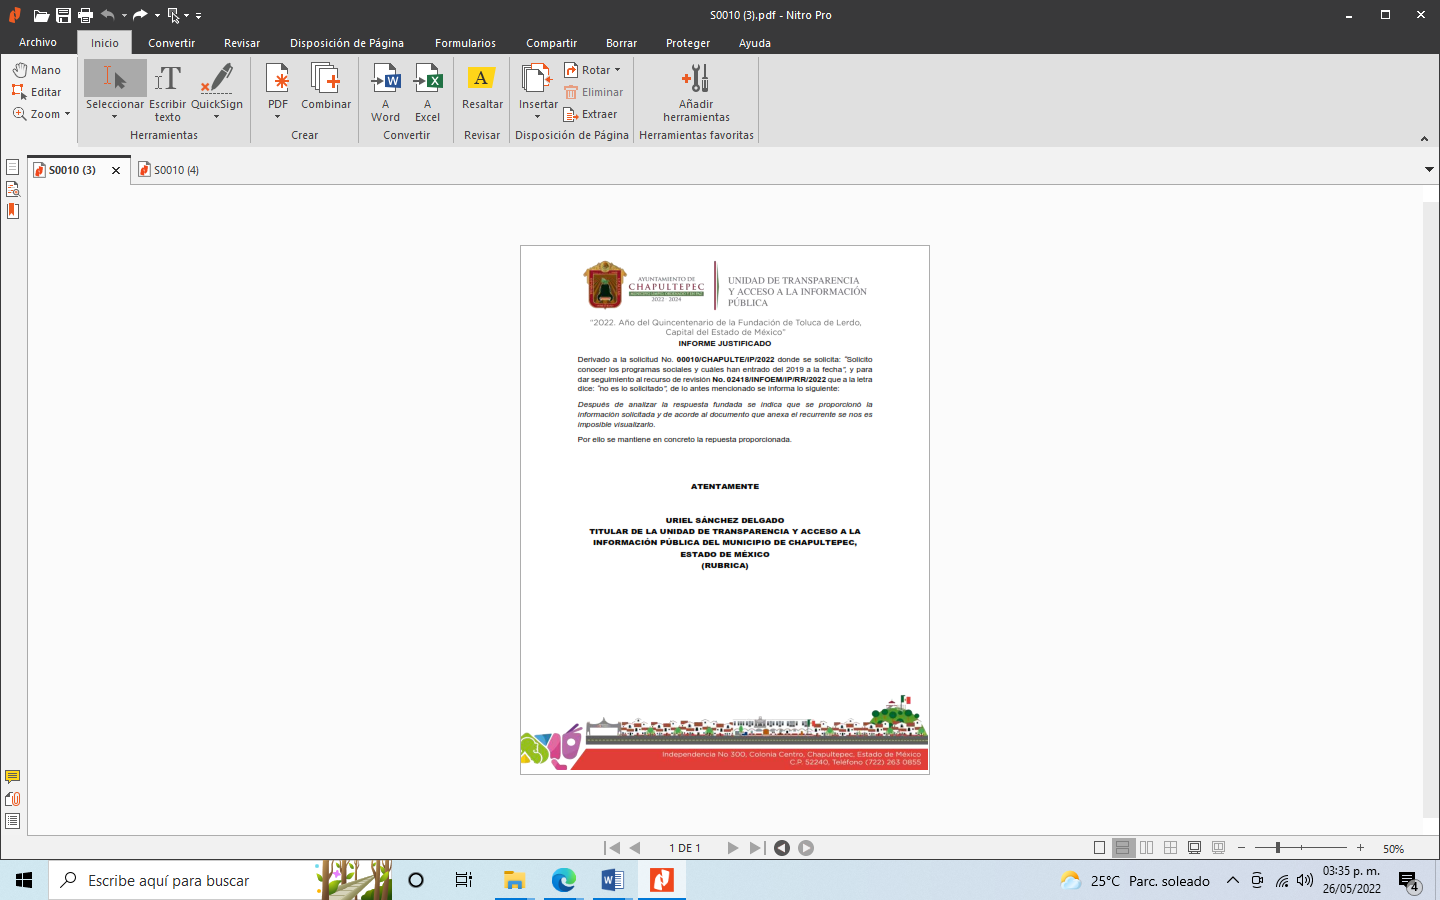 S0010 (3).pdf - Nitro Pro
Archivo Inicio Convertir Revisar Disposición de Página Formularios Compartir Borrar Proteger Ayuda
Mano
Editar
Zoom
Seleccionar
Escribir texto
QuickSign
Herramientas
PDF
Combinar
Crear
A Word
A Excel
Convertir
Resaltar
Revisar
Insertar
Rotar
Eliminar
Extraer
Disposición de Página
Añadir herramientas
Herramientas favoritas
S0010 (3)
S0010 (4)
AYUNTAMIENTO DE
CHAPULTEPEC
2022 - 2024
UNIDAD DE TRANSPARENCIA
Y ACCESO A LA INFORMACIÓN
PÚBLICA
"2022. Año del Quincentenario de la Fundación de Toluca de Lerdo,
Capital del Estado de México"
INFORME JUSTIFICADO
Derivado a la solicitud No. 00010/CHAPULTE/IP/2022 donde se solicita: "Solicito
conocer los programas sociales y cuáles han entrado del 2019 a la fecha", y para
dar seguimiento al recurso de revisión No. 02418/INFOEM/IP/RR/2022 que a la letra
dice: "no es lo solicitado", de lo antes mencionado se informa lo siguiente:
Después de analizar la respuesta fundada se indica que se proporcionó la
información solicitada y de acorde al documento que anexa el recurrente se nos es
imposible visualizarlo.
Por ello se mantiene en concreto la repuesta proporcionada.
ATENTAMENTE
URIEL SÁNCHEZ DELGADO
TITULAR DE LA UNIDAD DE TRANSPARENCIA Y ACCESO A LA
INFORMACIÓN PÚBLICA DEL MUNICIPIO DE CHAPULTEPEC,
ESTADO DE MÉXICO
(RUBRICA)
Independencia No 300, Colonia Centro, Chapultepec, Estado de México
C.P. 52240, Teléfono (722) 263 0855
1 DE 1
50%
Escribe aquí para buscar
25°C Parc. soleado
03:35 p. m.
26/05/2022
4